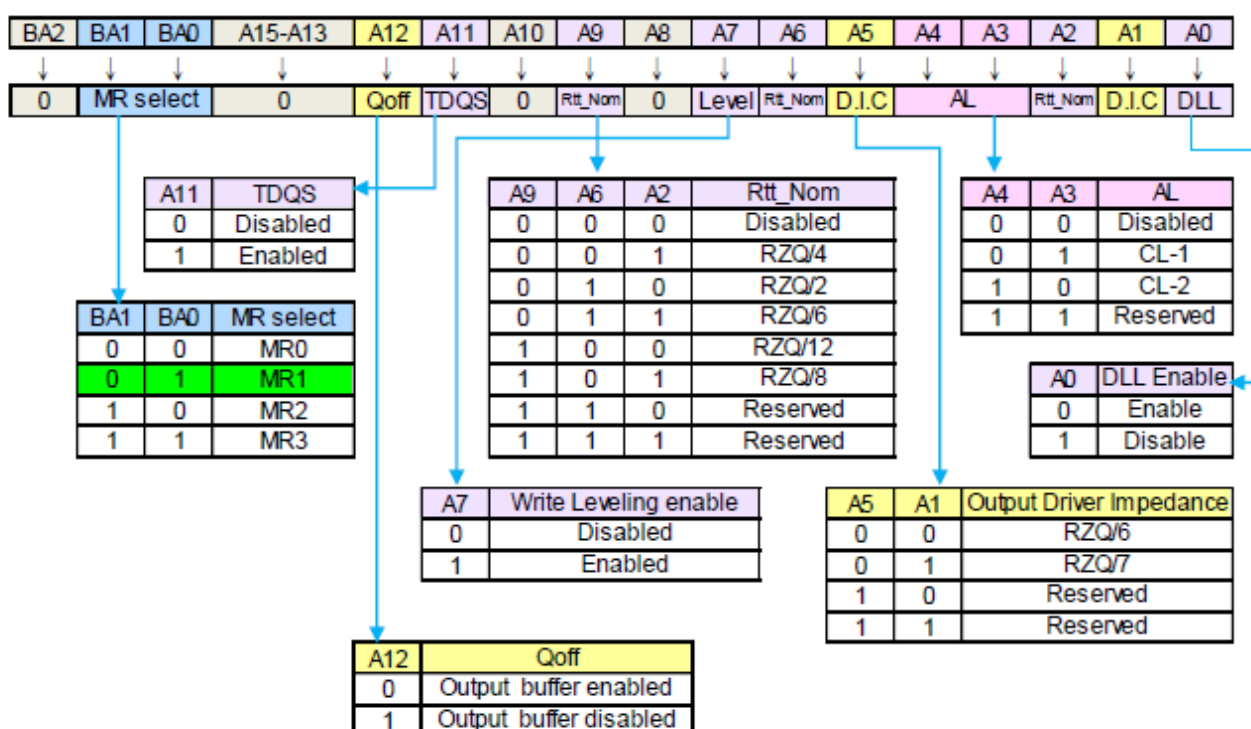 BA2 BA1 BA0 A15-A13 A12 A11 A10 A9 A8 A7 A6 A5 A4 A3 A2 A1 A0
0 MR select 0 Qoff TDQS 0 Rtt_Nom 0 Level Rtt_Nom D.I.C AL Rtt_Nom D.I.C DLL
A11 TDQS
0 Disabled
1 Enabled
A9 A6 A2 Rtt_Nom
0 0 0 Disabled
0 0 1 RZQ/4
0 1 0 RZQ/2
0 1 1 RZQ/6
1 0 0 RZQ/12
1 0 1 RZQ/8
1 1 0 Reserved
1 1 1 Reserved
A4 A3 AL
0 0 Disabled
0 1 CL-1
1 0 CL-2
1 1 Reserved
BA1 BA0 MR select
0 0 MR0
0 1 MR1
1 0 MR2
1 1 MR3
A0 DLL Enable
0 Enable
1 Disable
A7 Write Leveling enable
0 Disabled
1 Enabled
A5 A1 Output Driver Impedance
0 0 RZQ/6
0 1 RZQ/7
1 0 Reserved
1 1 Reserved
A12 Qoff
0 Output buffer enabled
1 Output buffer disabled